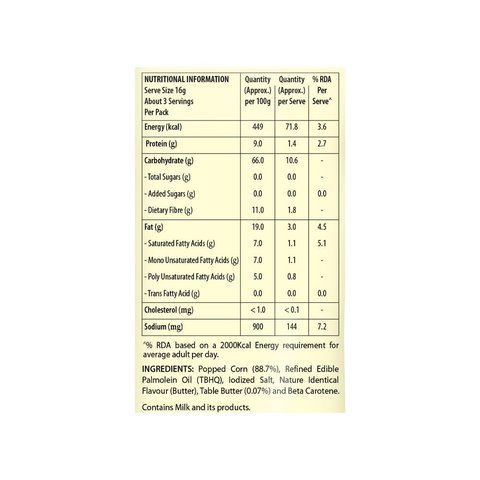 NUTRITIONAL INFORMATION Quantity Quantity % RDA
Serve Size 16g (Approx.) (Approx.) Per
About 3 Servings per 100g per Serve Serve^
Per Pack
Energy (kcal) 449 71.8 3.6
Protein (g) 9.0 1.4 2.7
Carbohydrate (g) 66.0 10.6 -
- Total Sugars (g) 0.0 0.0 -
- Added Sugars (g) 0.0 0.0 0.0
- Dietary Fibre (g) 11.0 1.8 -
Fat (g) 19.0 3.0 4.5
- Saturated Fatty Acids (g) 7.0 1.1 5.1
- Mono Unsaturated Fatty Acids (g) 7.0 1.1 -
- Poly Unsaturated Fatty Acids (g) 5.0 0.8 -
- Trans Fatty Acid (g) 0.0 0.0 0.0
Cholesterol (mg) < 1.0 < 0.1 -
Sodium (mg) 900 144 7.2
^% RDA based on a 2000Kcal Energy requirement for
average adult per day.
INGREDIENTS: Popped Corn (88.7%), Refined Edible
Palmolein Oil (TBHQ), Iodized Salt, Nature Identical
Flavour (Butter), Table Butter (0.07%) and Beta Carotene.
Contains Milk and its products.